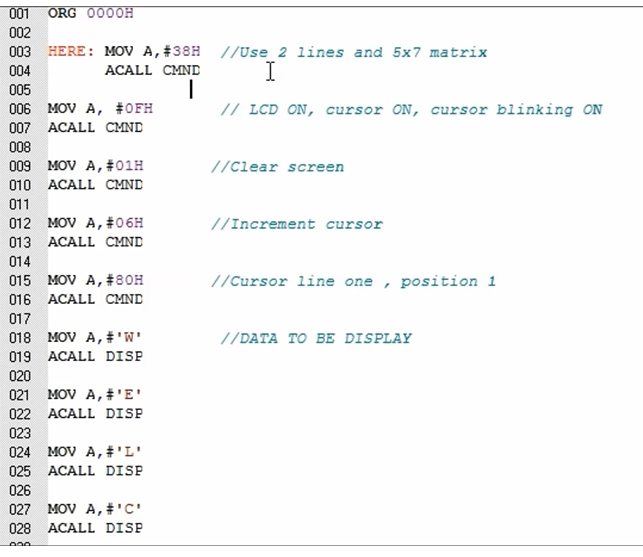 001 ORG 0000H
002
003 HERE: MOV A,#38H //Use 2 lines and 5x7 matrix
004 ACALL CMND
005
006 MOV A, #0FH // LCD ON, cursor ON, cursor blinking ON
007 ACALL CMND
008
009 MOV A,#01H //Clear screen
010 ACALL CMND
011
012 MOV A,#06H //Increment cursor
013 ACALL CMND
014
015 MOV A,#80H //Cursor line one , position 1
016 ACALL CMND
017
018 MOV A,#'W' //DATA TO BE DISPLAY
019 ACALL DISP
020
021 MOV A,#'E'
022 ACALL DISP
023
024 MOV A,#'L'
025 ACALL DISP
026
027 MOV A,#'C'
028 ACALL DISP